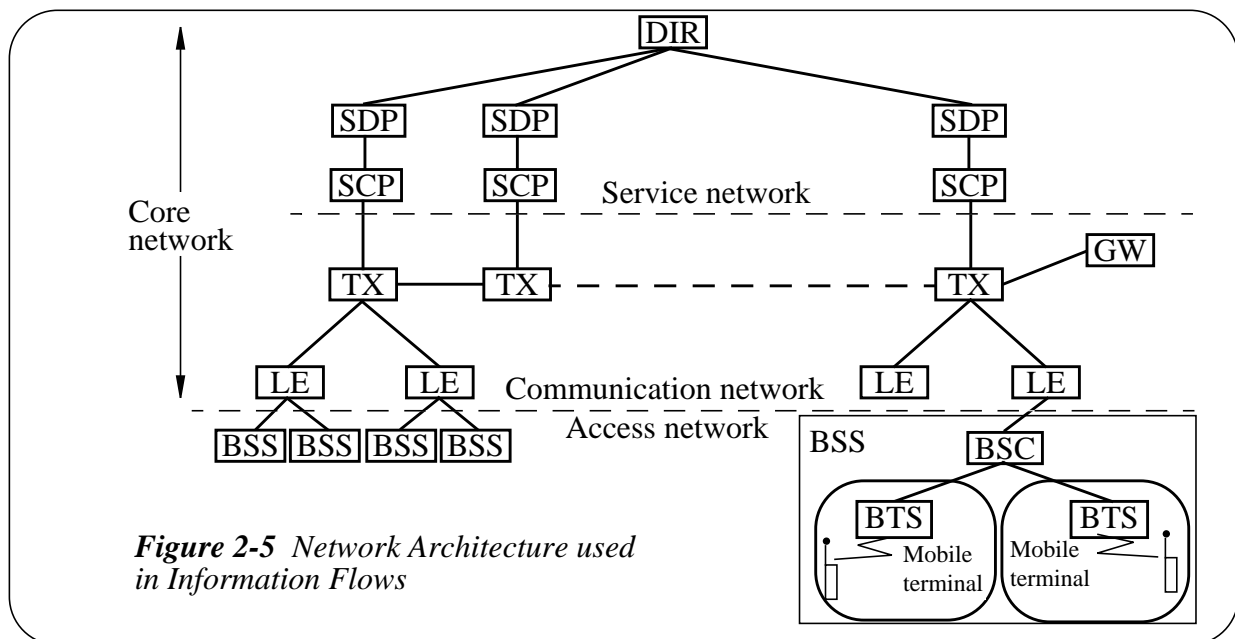 DIR
SDP SDP SDP
SCP SCP SCP
Service network
Core
network
GW
TX TX TX
LE LE LE LE
Communication network
Access network
BSS BSS BSS BSS
BSS
BSC
BTS BTS
Mobile
terminal
Mobile
terminal
Figure 2-5 Network Architecture used
in Information Flows